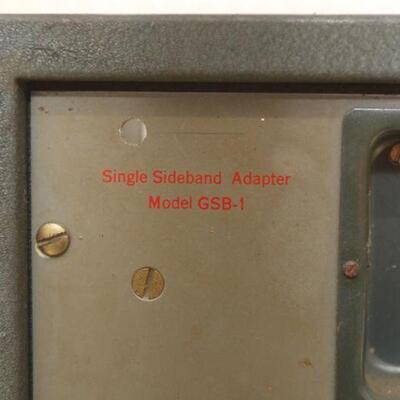 Single Sideband Adapter
Model GSB-1